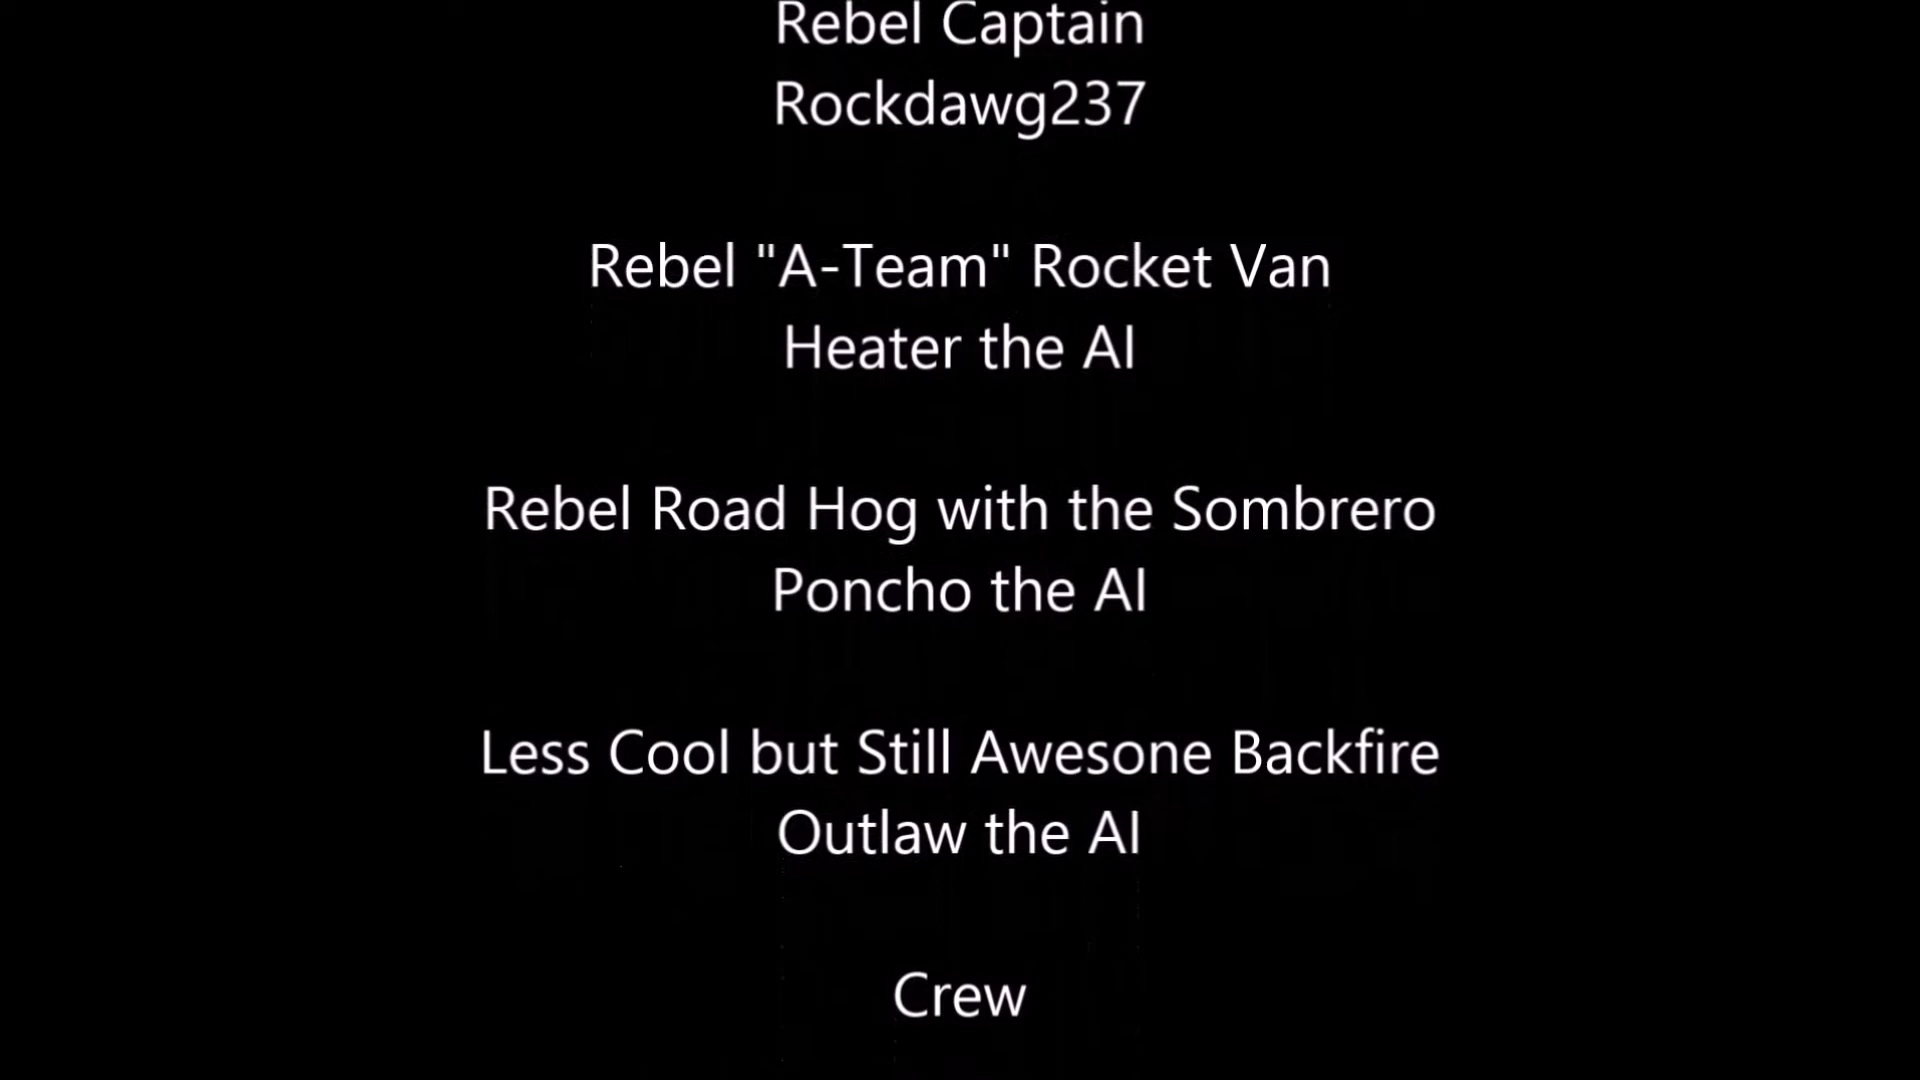 Rebel Captain
Rockdawg237
Rebel "A-Team" Rocket Van
Heater the AI
Rebel Road Hog with the Sombrero
Poncho the AI
Less Cool but Still Awesone Backfire
Outlaw the AI
Crew